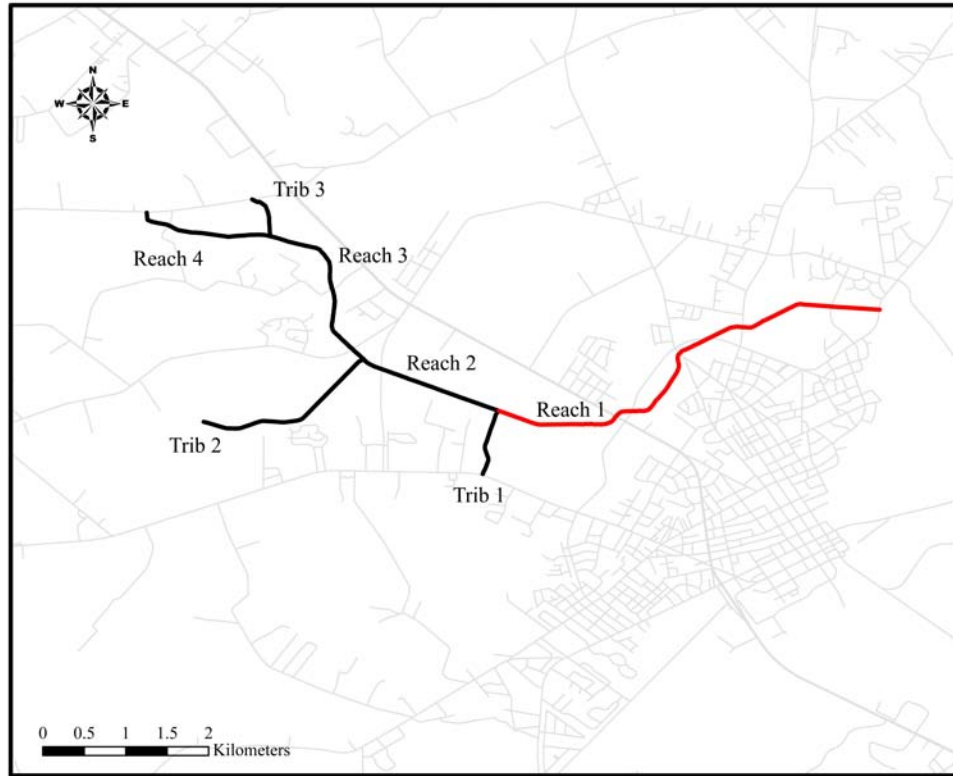 N
W E
S
Trib 3
Reach 4
Reach 3
Reach 2
Reach 1
Trib 2
Trib 1
0 0.5 1 1.5 2
Kilometers